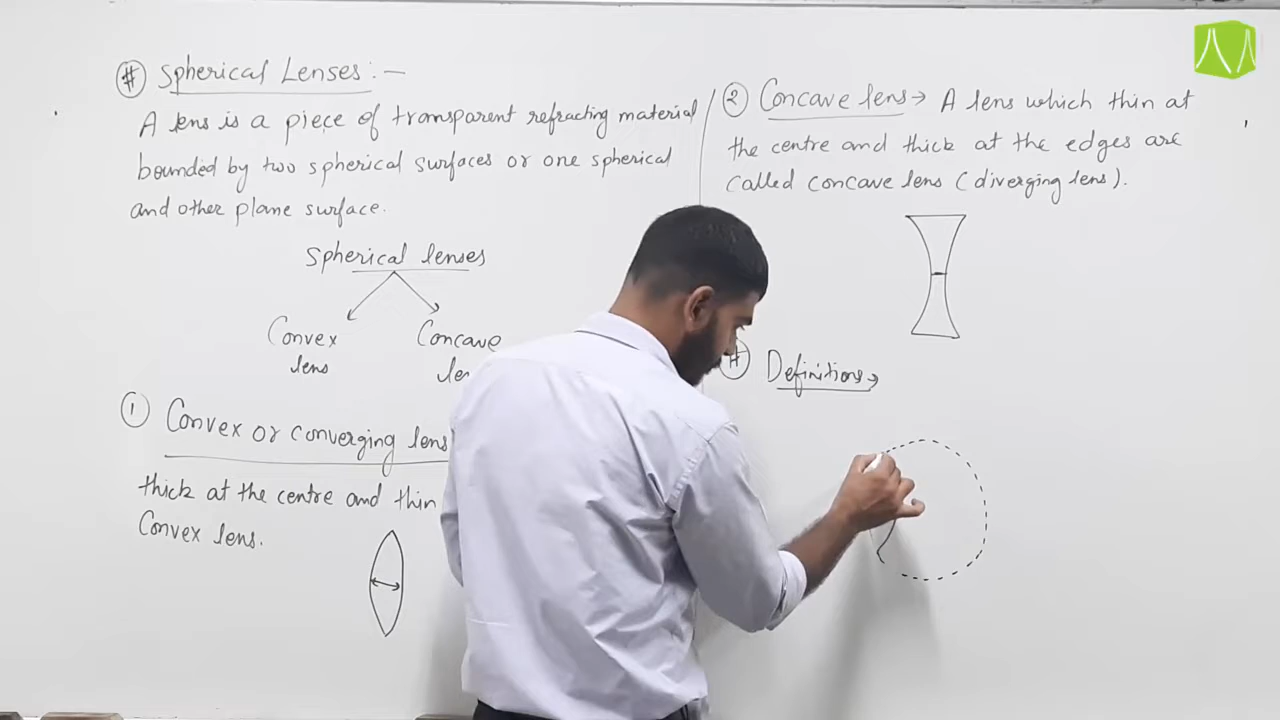 # Spherical Lenses :-
A lens is a piece of transparent refracting material
bounded by two spherical surfaces or one spherical
and other plane surface.
Spherical lenses
Convex
lens
Concave
① Convex or converging lens
thick at the centre and thin
Convex lens.
② Concave lens → A lens which thin at
the centre and thick at the edges are
called concave lens (diverging lens).
# Definitions →